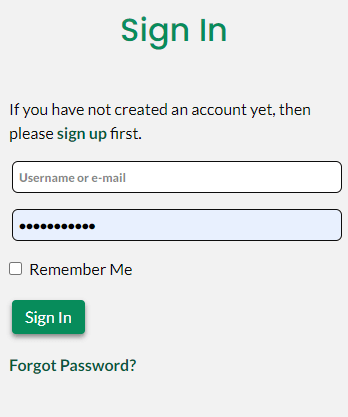 Sign In
If you have not created an account yet, then
please sign up first.
Username or e-mail
•••••••••••
Remember Me
Sign In
Forgot Password?